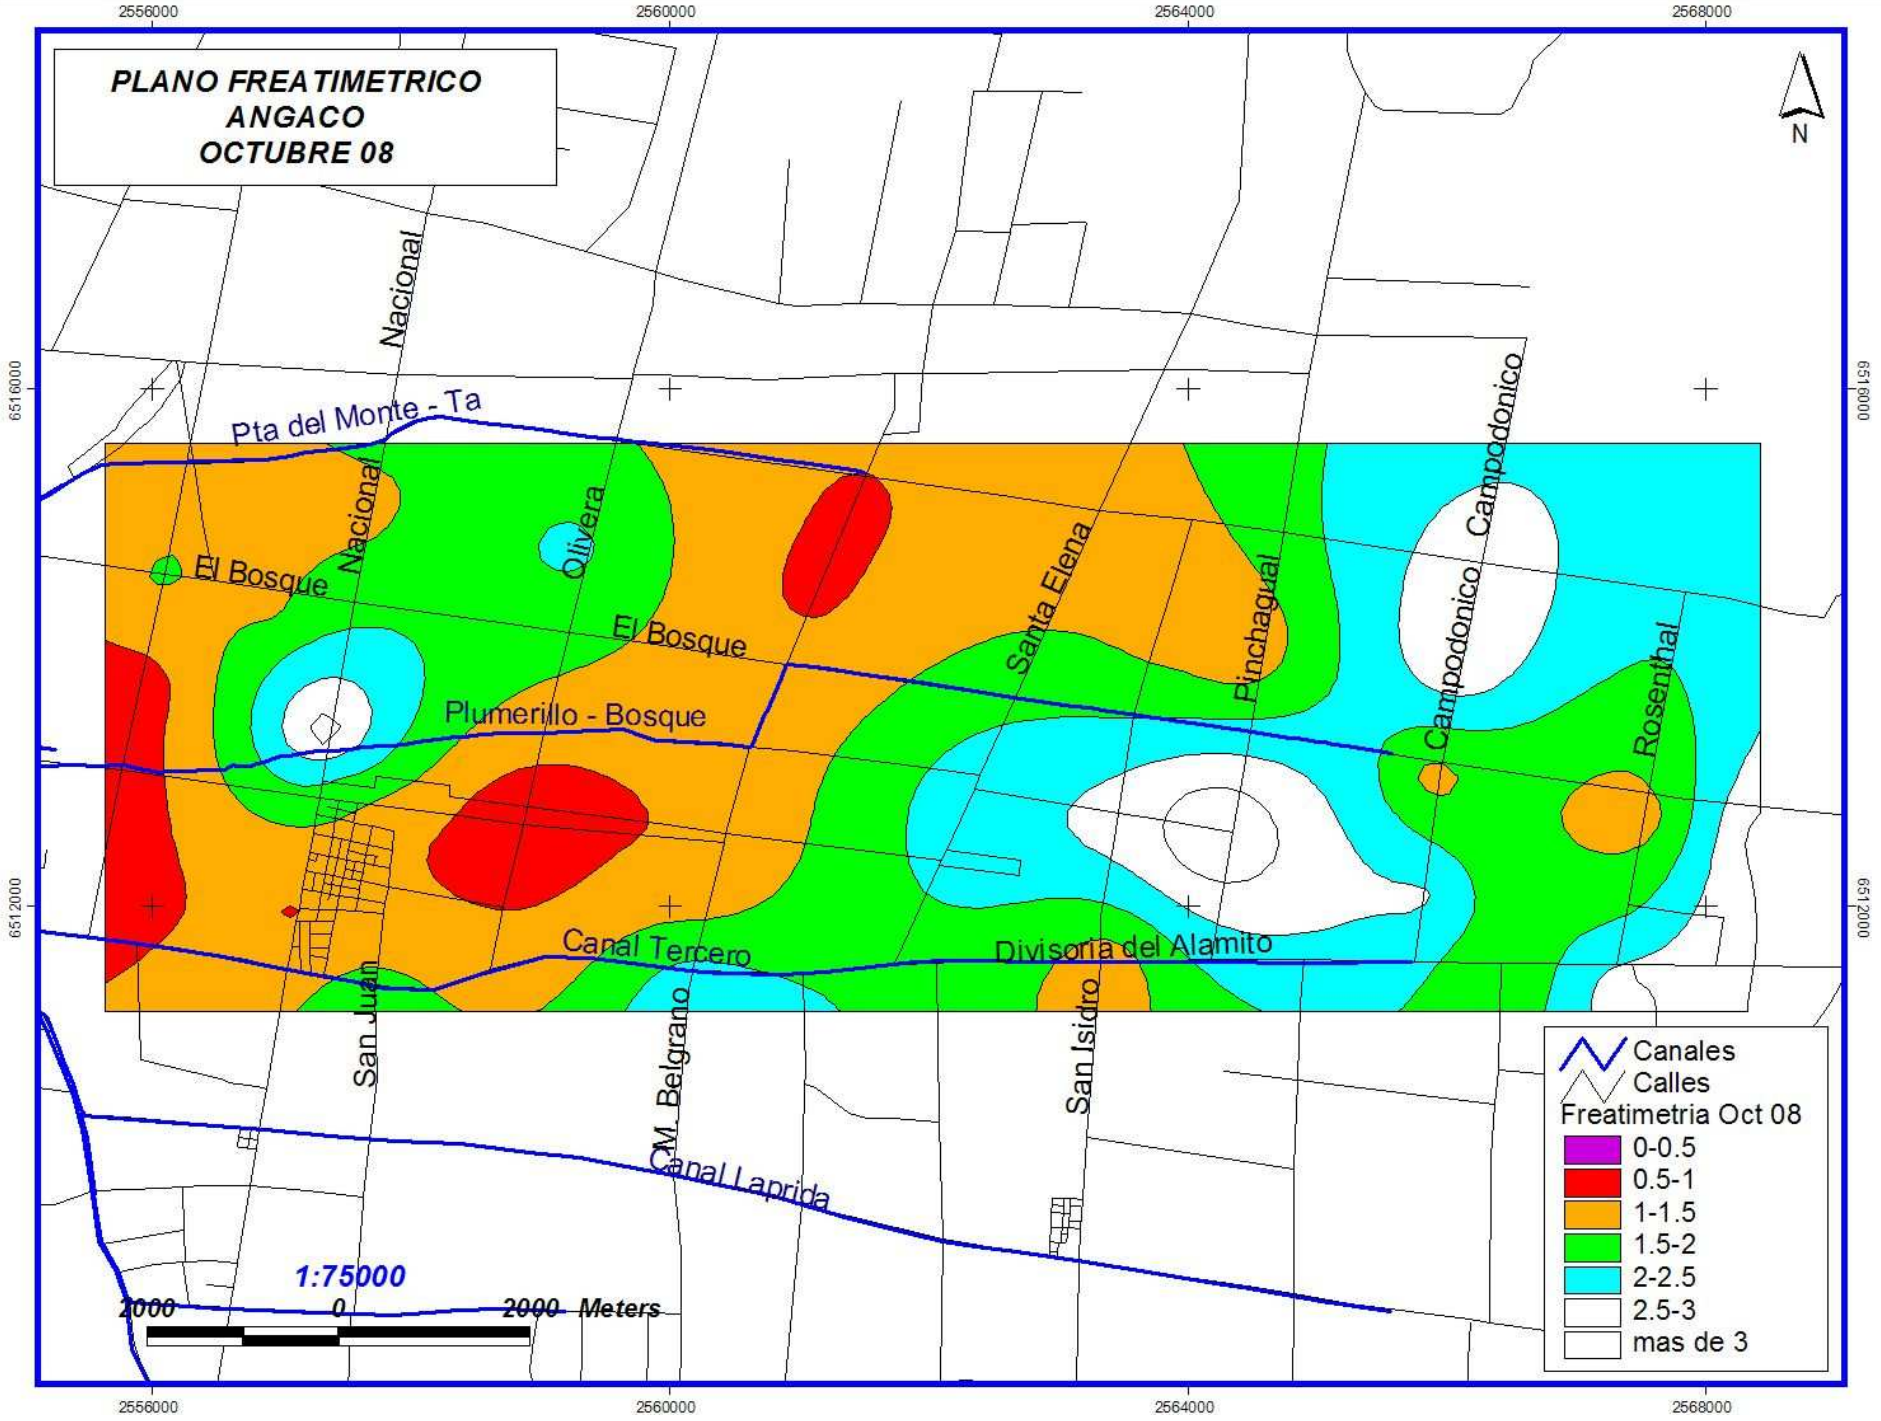 2556000 2560000 2564000 2568000
PLANO FREATIMETRICO
ANGACO
OCTUBRE 08
N
Nacional
6516000
6516000
Pta del Monte - Ta
Campodonico
Campodonico
Nacional
Olivera
El Bosque
Santa Elena
Pinchagual
El Bosque
Rosenthal
Plumerillo - Bosque
6512000
6512000
Canal Tercero
Divisoria del Alamito
San Juan
M. Belgrano
San Isidro
Canal Laprida
Canales
Calles
Freatimetria Oct 08
0-0.5
0.5-1
1-1.5
1.5-2
2-2.5
2.5-3
mas de 3
1:75000
2000 0 2000 Meters
2556000 2560000 2564000 2568000